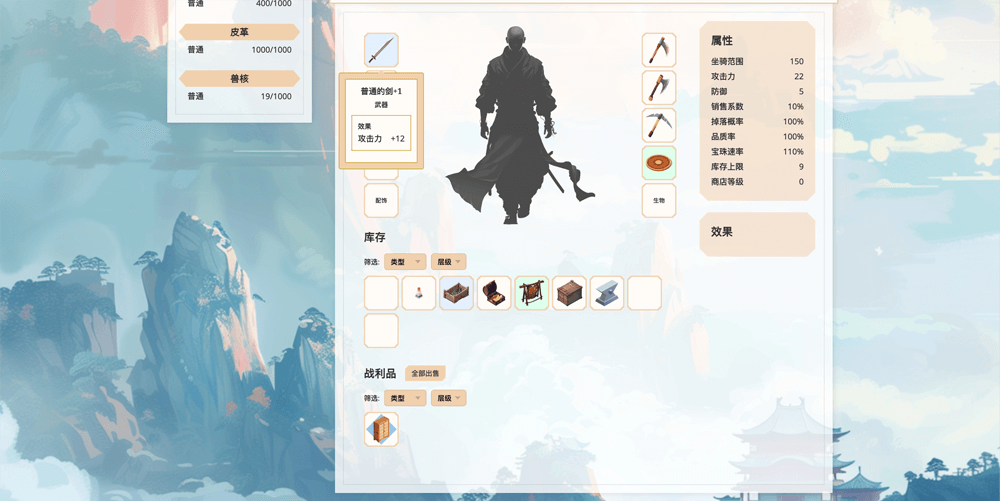 普通 400/1000
皮革
普通 1000/1000
兽核
普通 19/1000
普通的剑+1
武器
效果
攻击力 +12
配饰
生物
属性
坐骑范围 150
攻击力 22
防御 5
销售系数 10%
掉落概率 100%
品质率 100%
宝珠速率 110%
库存上限 9
商店等级 0
效果
库存
筛选: 类型 层级
战利品 全部出售
筛选: 类型 层级